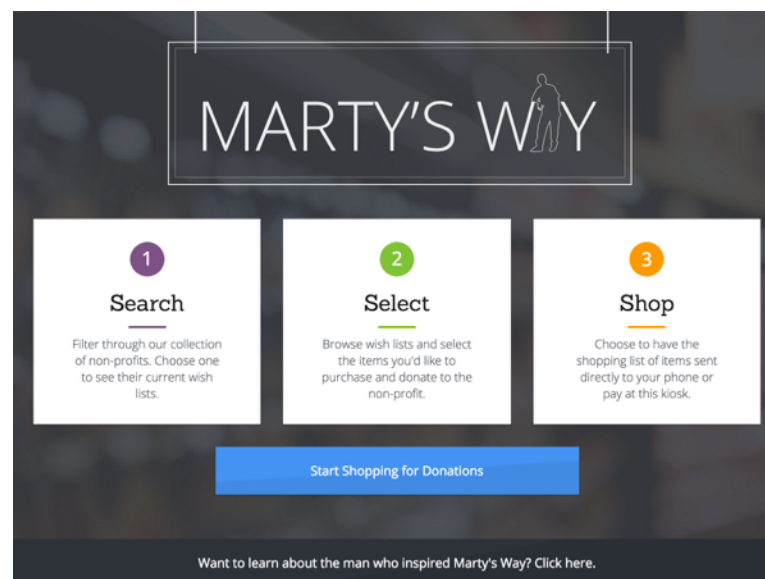 MARTY'S WAY
1
Search
Filter through our collection
of non-profits. Choose one
to see their current wish
lists.
2
Select
Browse wish lists and select
the items you'd like to
purchase and donate to the
non-profit.
3
Shop
Choose to have the
shopping list of items sent
directly to your phone or
pay at this kiosk.
Start Shopping for Donations
Want to learn about the man who inspired Marty's Way? Click here.